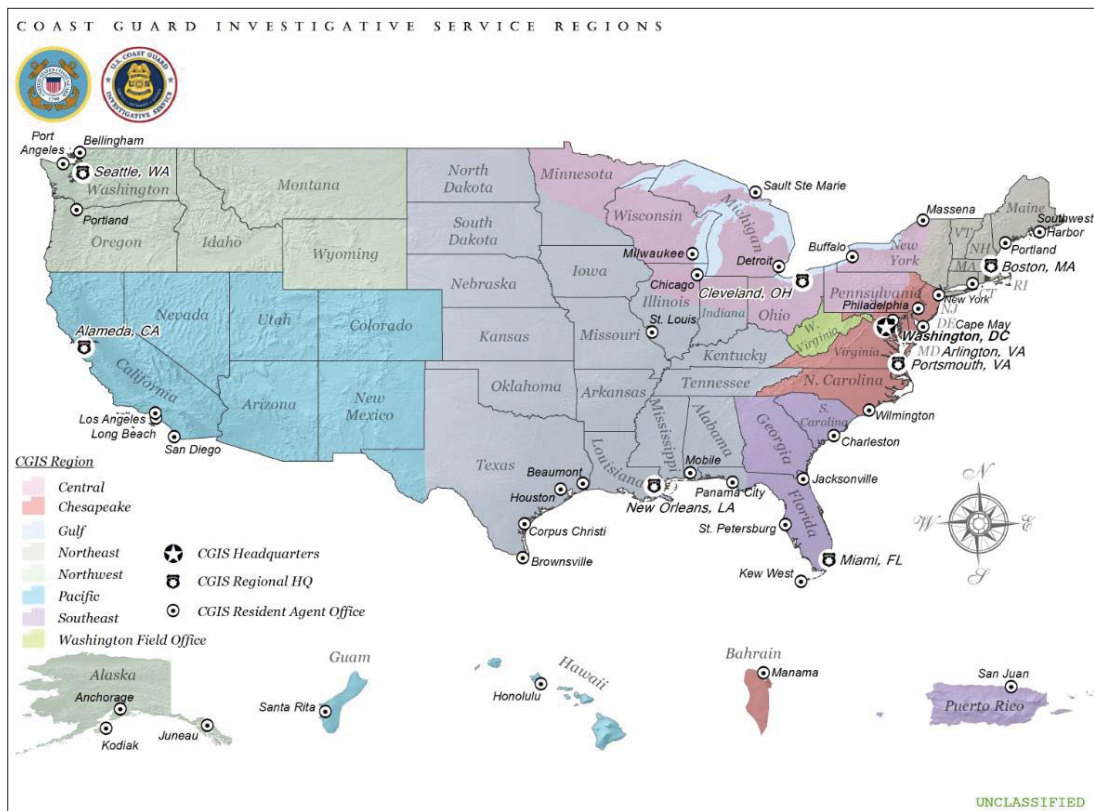 COAST GUARD INVESTIGATIVE SERVICE REGIONS
U.S. COAST GUARD
INVESTIGATIVE SERVICE
Port
Angeles
Bellingham
Seattle, WA
Washington
Portland
Oregon
Idaho
Montana
Wyoming
North
Dakota
South
Dakota
Nebraska
Kansas
Oklahoma
Texas
Minnesota
Wisconsin
Michigan
Iowa
Missouri
Arkansas
Louisiana
Illinois
Indiana
Ohio
Kentucky
Tennessee
Mississippi
Alabama
Sault Ste Marie
Milwaukee
Chicago
Detroit
Cleveland, OH
St. Louis
Buffalo
Massena
New
York
Pennsylvania
Philadelphia
Maine
VT
NH
MA
CT
RI
Southwest
Harbor
Portland
Boston, MA
New York
NJ
DE
Cape May
Washington, DC
MD
Arlington, VA
Portsmouth, VA
W.
Virginia
Virginia
N. Carolina
S.
Carolina
Georgia
Florida
Wilmington
Charleston
Jacksonville
St. Petersburg
Miami, FL
Kew West
Alameda, CA
Nevada
Utah
Colorado
California
Arizona
New
Mexico
Los Angeles
Long Beach
San Diego
Beaumont
Houston
Mobile
Panama City
New Orleans, LA
Corpus Christi
Brownsville
N
W
E
S
CGIS Region
Central
Chesapeake
Gulf
Northeast
Northwest
Pacific
Southeast
Washington Field Office
CGIS Headquarters
CGIS Regional HQ
CGIS Resident Agent Office
Alaska
Anchorage
Kodiak
Juneau
Guam
Santa Rita
Hawaii
Honolulu
Bahrain
Manama
San Juan
Puerto Rico
UNCLASSIFIED